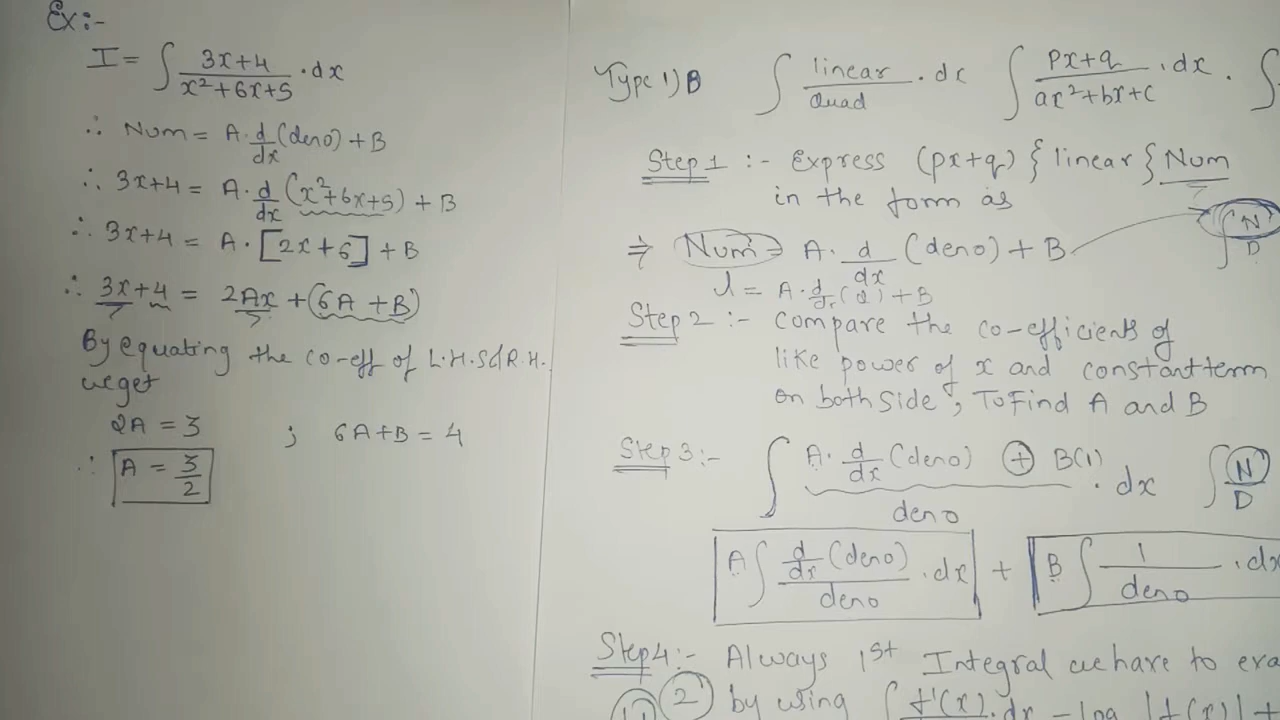 Ex:-
I = ∫ 3x+4 / x²+6x+5 · dx
∴ Num = A · d/dx (deno) + B
∴ 3x+4 = A · d/dx (x²+6x+5) + B
∴ 3x+4 = A · [2x+6] + B
∴ 3x+4 = 2Ax + (6A + B)
By equating the co-eff of L.H.S & R.H.
we get
2A = 3 ; 6A+B = 4
∴ A = 3/2
Type 1) B ∫ linear / Quad · dx ∫ px+q / ax²+bx+c · dx · ∫
Step 1 :- Express (px+q) { linear } Num
in the form as
⇒ Num = A · d/dx (deno) + B ∫ N/D
l = A · d/dx (Q) + B
Step 2 :- Compare the co-efficients of
like power of x and constant term
on both side, To Find A and B
Step 3 :- ∫ A · d/dx (deno) + B(1) / deno · dx ∫ N/D
A ∫ d/dx (deno) / deno · dx + B ∫ 1 / deno · dx
Step 4 :- Always 1st Integral we have to eva
1) 2 by using ∫ f'(x) · dx = log |f(x)| +